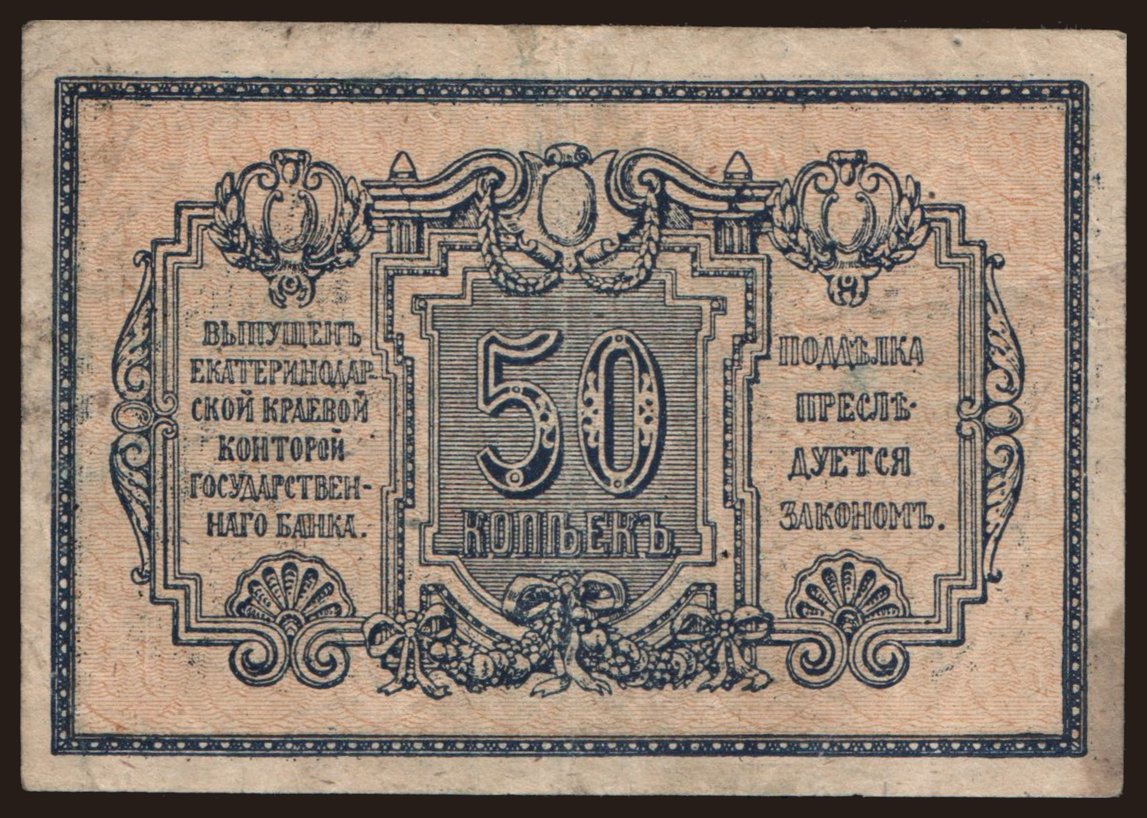 ВЫПУЩЕНЪ
ЕКАТЕРИНОДАР-
СКОЙ КРАЕВОЙ
КОНТОРОЙ
ГОСУДАРСТВЕН-
НАГО БАНКА.
50
КОПѢЕКЪ
ПОДДѢЛКА
ПРЕСЛѢ-
ДУЕТСЯ
ЗАКОНОМЪ.